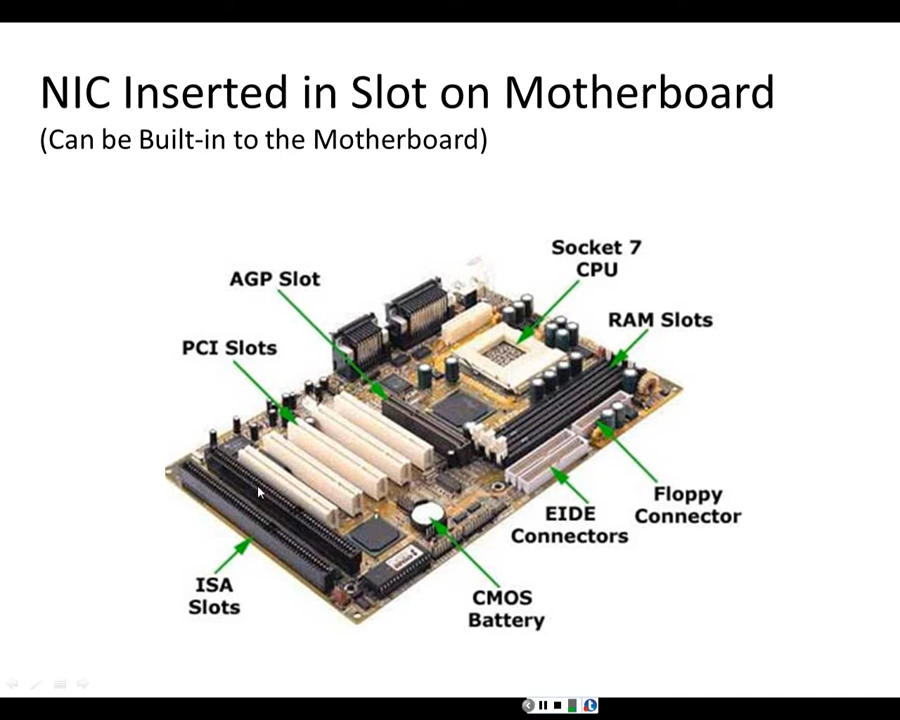 NIC Inserted in Slot on Motherboard
(Can be Built-in to the Motherboard)
Socket 7
CPU
AGP Slot
RAM Slots
PCI Slots
Floppy
Connector
EIDE
Connectors
ISA
Slots
CMOS
Battery